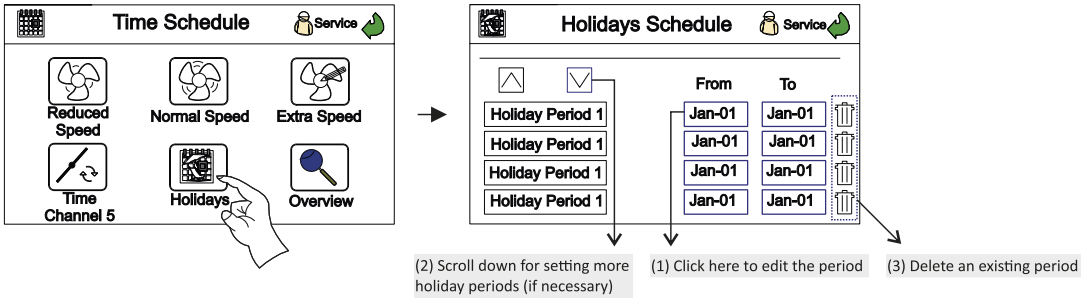 Time Schedule
Service
Reduced
Speed
Normal Speed
Extra Speed
Time
Channel 5
Holidays
Overview
Holidays Schedule
Service
From
To
Holiday Period 1
Jan-01
Jan-01
Holiday Period 1
Jan-01
Jan-01
Holiday Period 1
Jan-01
Jan-01
Holiday Period 1
Jan-01
Jan-01
(2) Scroll down for setting more
holiday periods (if necessary)
(1) Click here to edit the period
(3) Delete an existing period